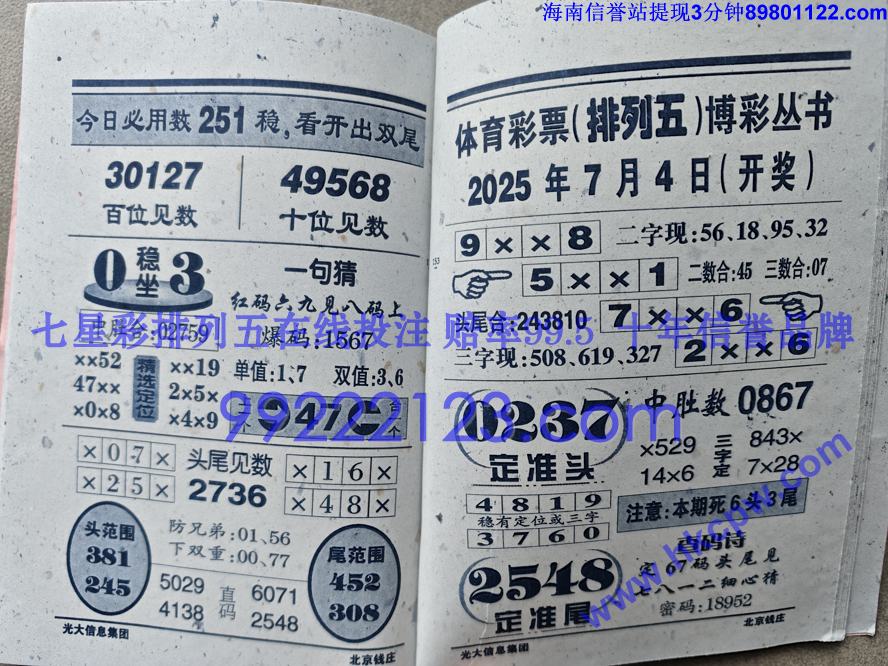 海南信誉站提现3分钟89801122.com
今日必用数 251 稳,看开出双尾
30127
百位见数
49568
十位见数
0 稳坐 3
一句猜
红码六九见八码上
中肚合:02759
爆码:1567
××52
47××
×0×8
精选定位
××19
2×5×
×4×9
单值:1、7 双值:3、6
×07×
×25×
头尾见数
2736
×16×
×48×
头范围
381
245
防兄弟:01、56
下双重:00、77
5029
4138
直码
6071
2548
尾范围
452
308
光大信息集团
北京钱庄
体育彩票(排列五)博彩丛书
2025 年 7 月 4 日(开奖)
153
9××8
二字现:56、18、95、32
5××1
二数合:45 三数合:07
头尾合:243810
7××6
三字现:508、619、327
2××6
0237
定准头
中胜数 0867
×529
14×6
三字定
843×
7×28
4819
稳有定位或三字
3760
注意:本期死 6 头 3 尾
2548
定准尾
玄码诗
定 67 码头尾见
七八一二细心猜
密码:18952
光大信息集团
北京钱庄
七星彩排列五在线投注 赔率99.5 十年信誉品牌
99222128.com
www.hkcpw.com